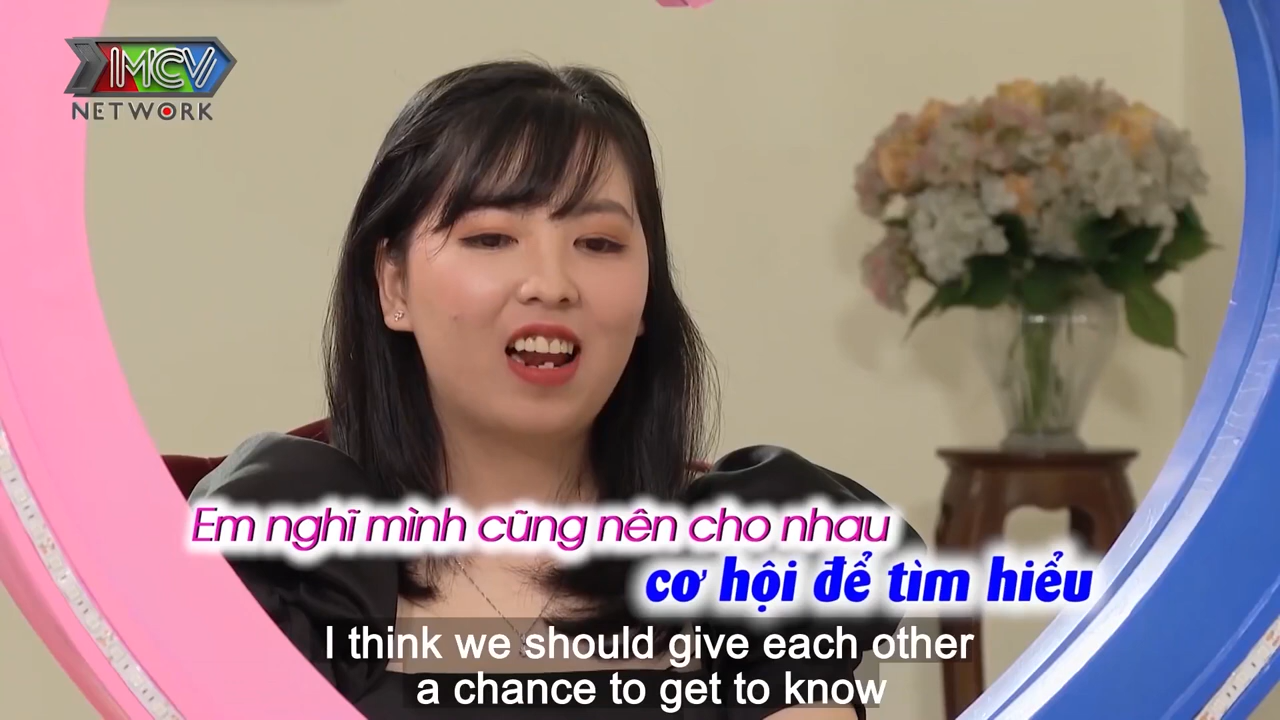 MCV
NETWORK
Em nghĩ mình cũng nên cho nhau
cơ hội để tìm hiểu
I think we should give each other
a chance to get to know